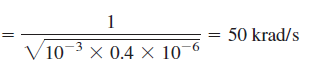 = 1 / √(10⁻³ × 0.4 × 10⁻⁶) = 50 krad/s